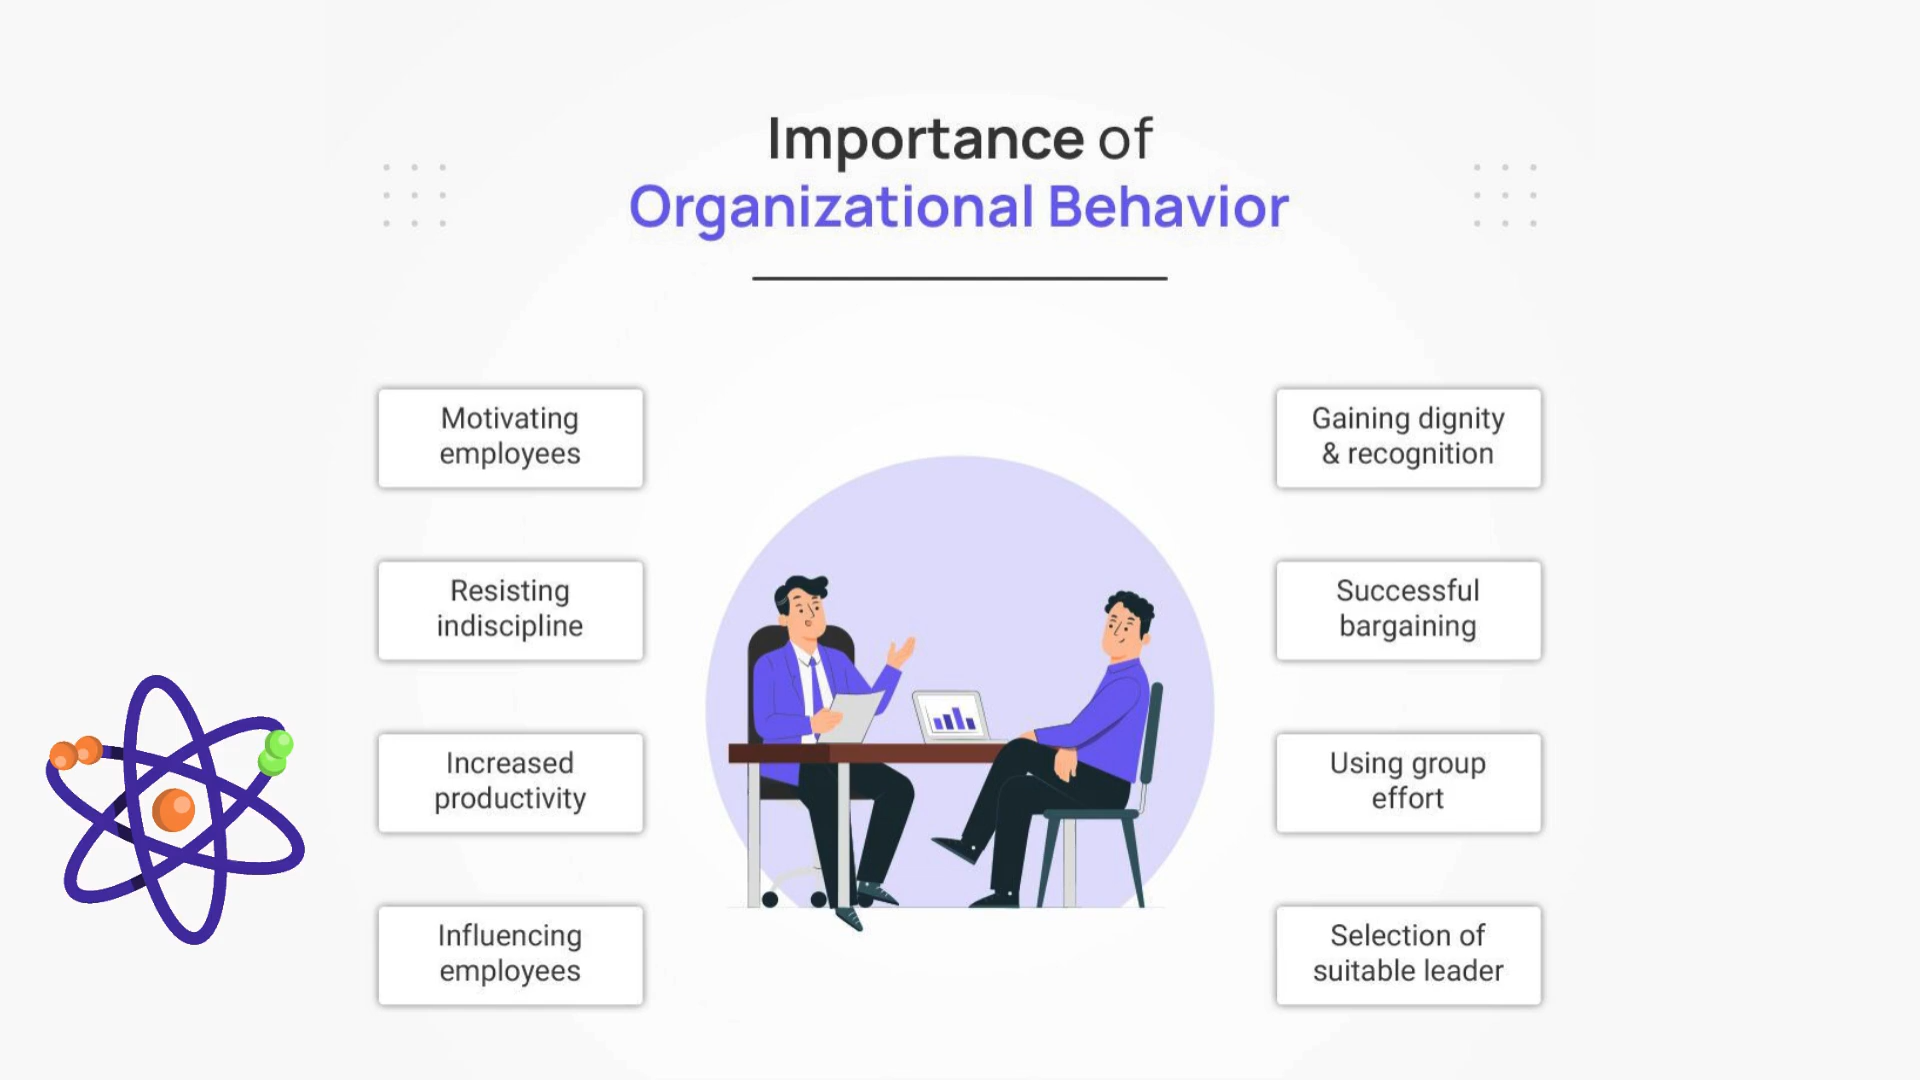 Importance of
Organizational Behavior
Motivating
employees
Resisting
indiscipline
Increased
productivity
Influencing
employees
Gaining dignity
& recognition
Successful
bargaining
Using group
effort
Selection of
suitable leader